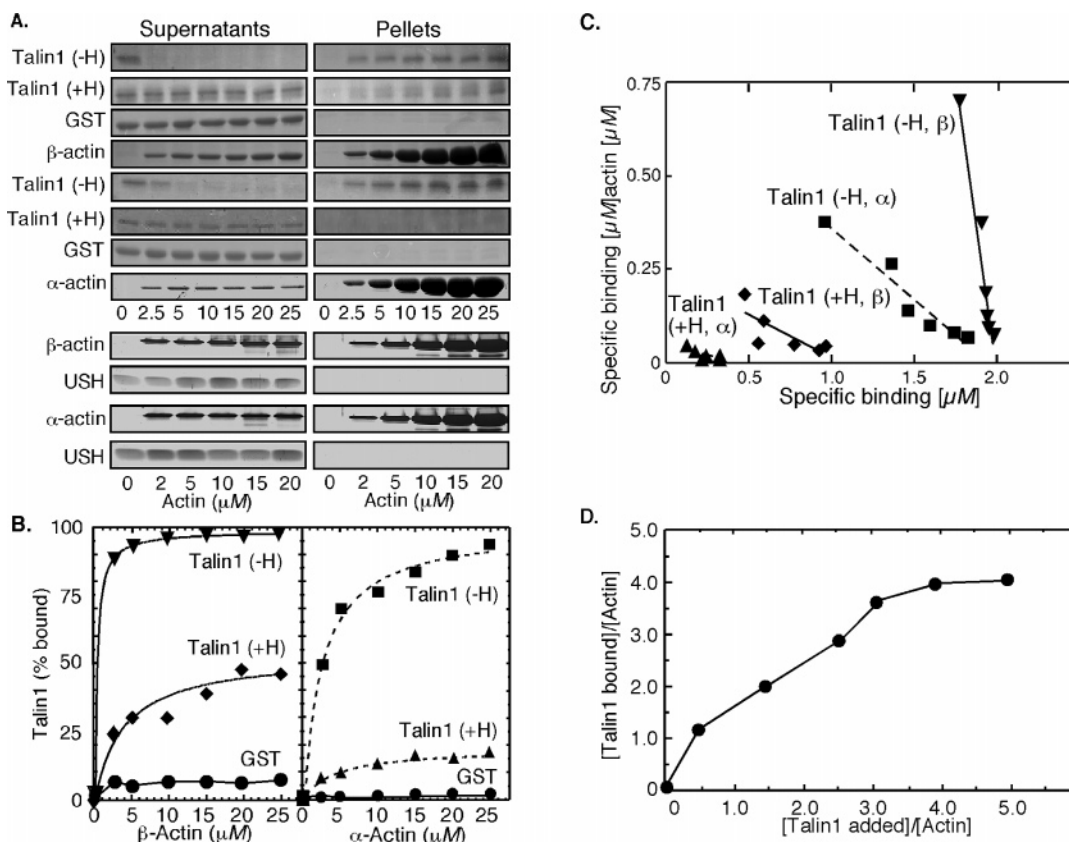 A.
Supernatants Pellets
Talin1 (-H)
Talin1 (+H)
GST
β-actin
Talin1 (-H)
Talin1 (+H)
GST
α-actin
0 2.5 5 10 15 20 25 0 2.5 5 10 15 20 25
β-actin
USH
α-actin
USH
0 2 5 10 15 20 0 2 5 10 15 20
Actin (μM) Actin (μM)
B.
100
75
50
25
0
Talin1 (% bound)
Talin1 (-H)
Talin1 (+H)
GST
Talin1 (-H)
Talin1 (+H)
GST
0 5 10 15 20 25 0 5 10 15 20 25
β-Actin (μM) α-Actin (μM)
C.
0.75
0.50
0.25
0
Specific binding [μM]actin [μM]
Talin1 (-H, β)
Talin1 (-H, α)
Talin1 (+H, β)
Talin1
(+H, α)
0.5 1.0 1.5 2.0
Specific binding [μM]
D.
5.0
4.0
3.0
2.0
1.0
0
[Talin1 bound]/[Actin]
0 1.0 2.0 3.0 4.0 5.0
[Talin1 added]/[Actin]